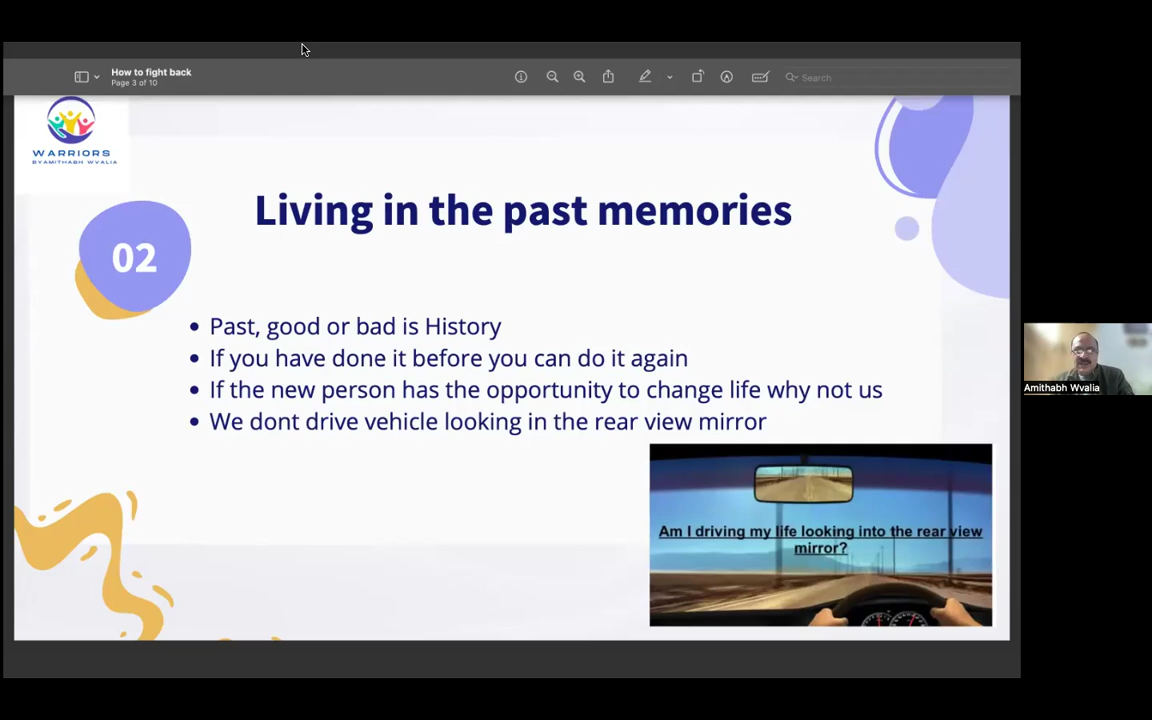 How to fight back
Page 3 of 10
Search
WARRIORS
BYAMITHABH WVALIA
Living in the past memories
02
Past, good or bad is History
If you have done it before you can do it again
If the new person has the opportunity to change life why not us
We dont drive vehicle looking in the rear view mirror
Am I driving my life looking into the rear view
mirror?
Amithabh Wvalia